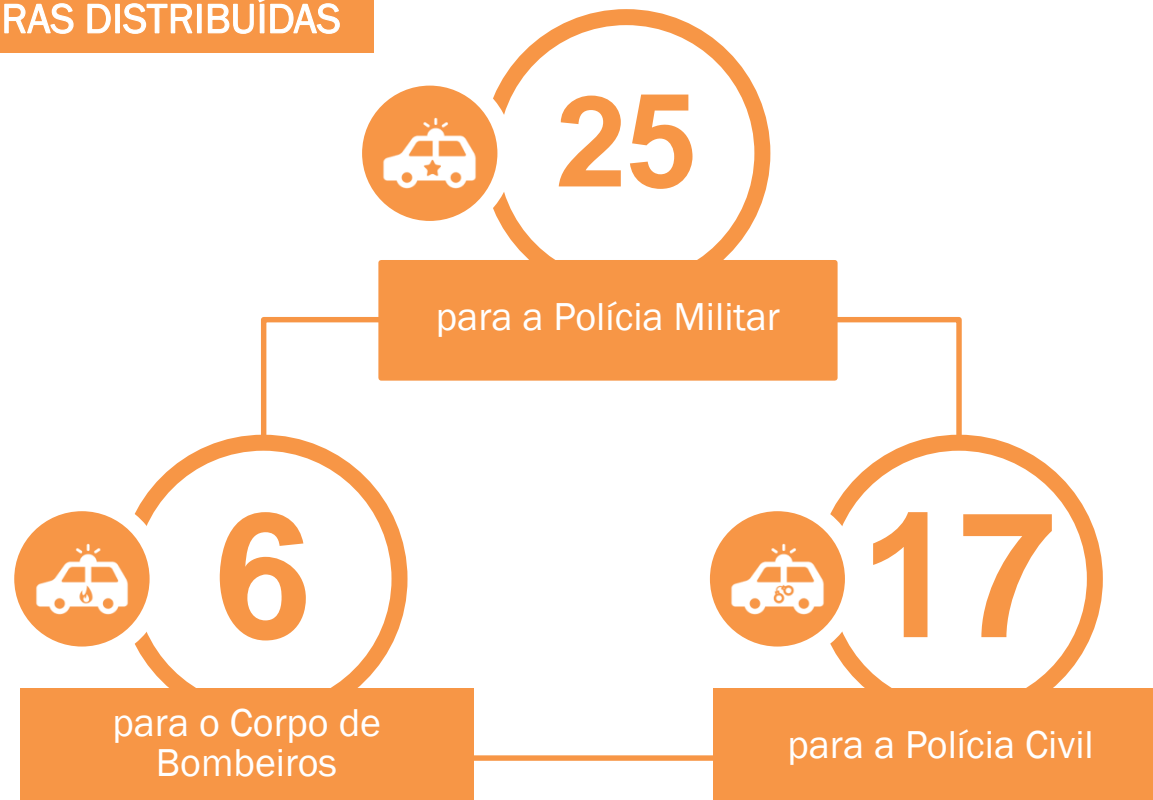 RAS DISTRIBUÍDAS
25
para a Polícia Militar
6
17
para o Corpo de
Bombeiros
para a Polícia Civil